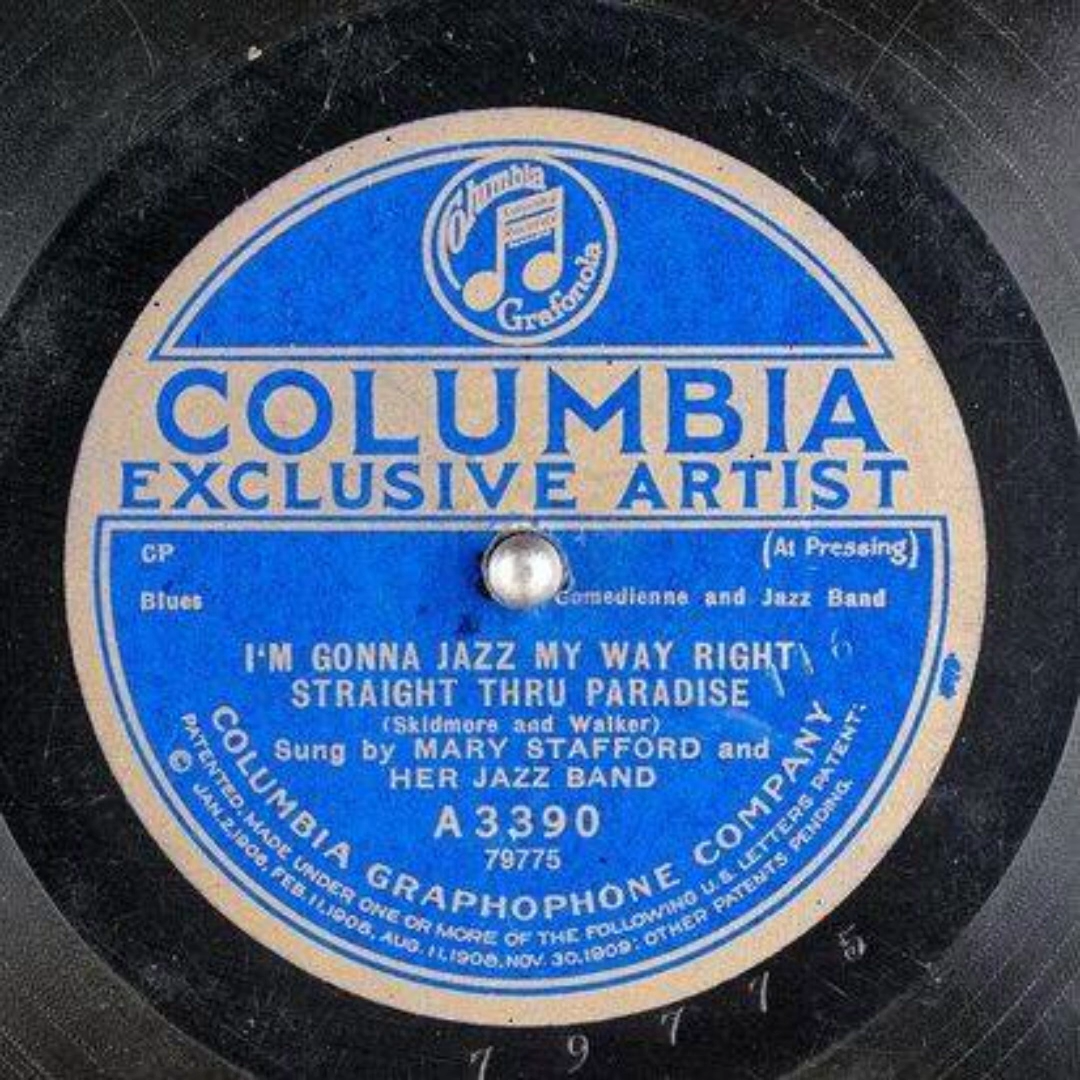 Columbia
Grafonola
COLUMBIA
EXCLUSIVE ARTIST
CP
(At Pressing)
Blues
Comedienne and Jazz Band
I'M GONNA JAZZ MY WAY RIGHT
STRAIGHT THRU PARADISE
(Skidmore and Walker)
Sung by MARY STAFFORD and
HER JAZZ BAND
A3390
79775
COLUMBIA GRAPHOPHONE COMPANY
PATENTED, MADE UNDER ONE OR MORE OF THE FOLLOWING U.S. LETTERS PATENT:
© JAN.2,1906, FEB.11,1908, AUG.11,1908, NOV.30,1909; OTHER PATENTS PENDING.
79775